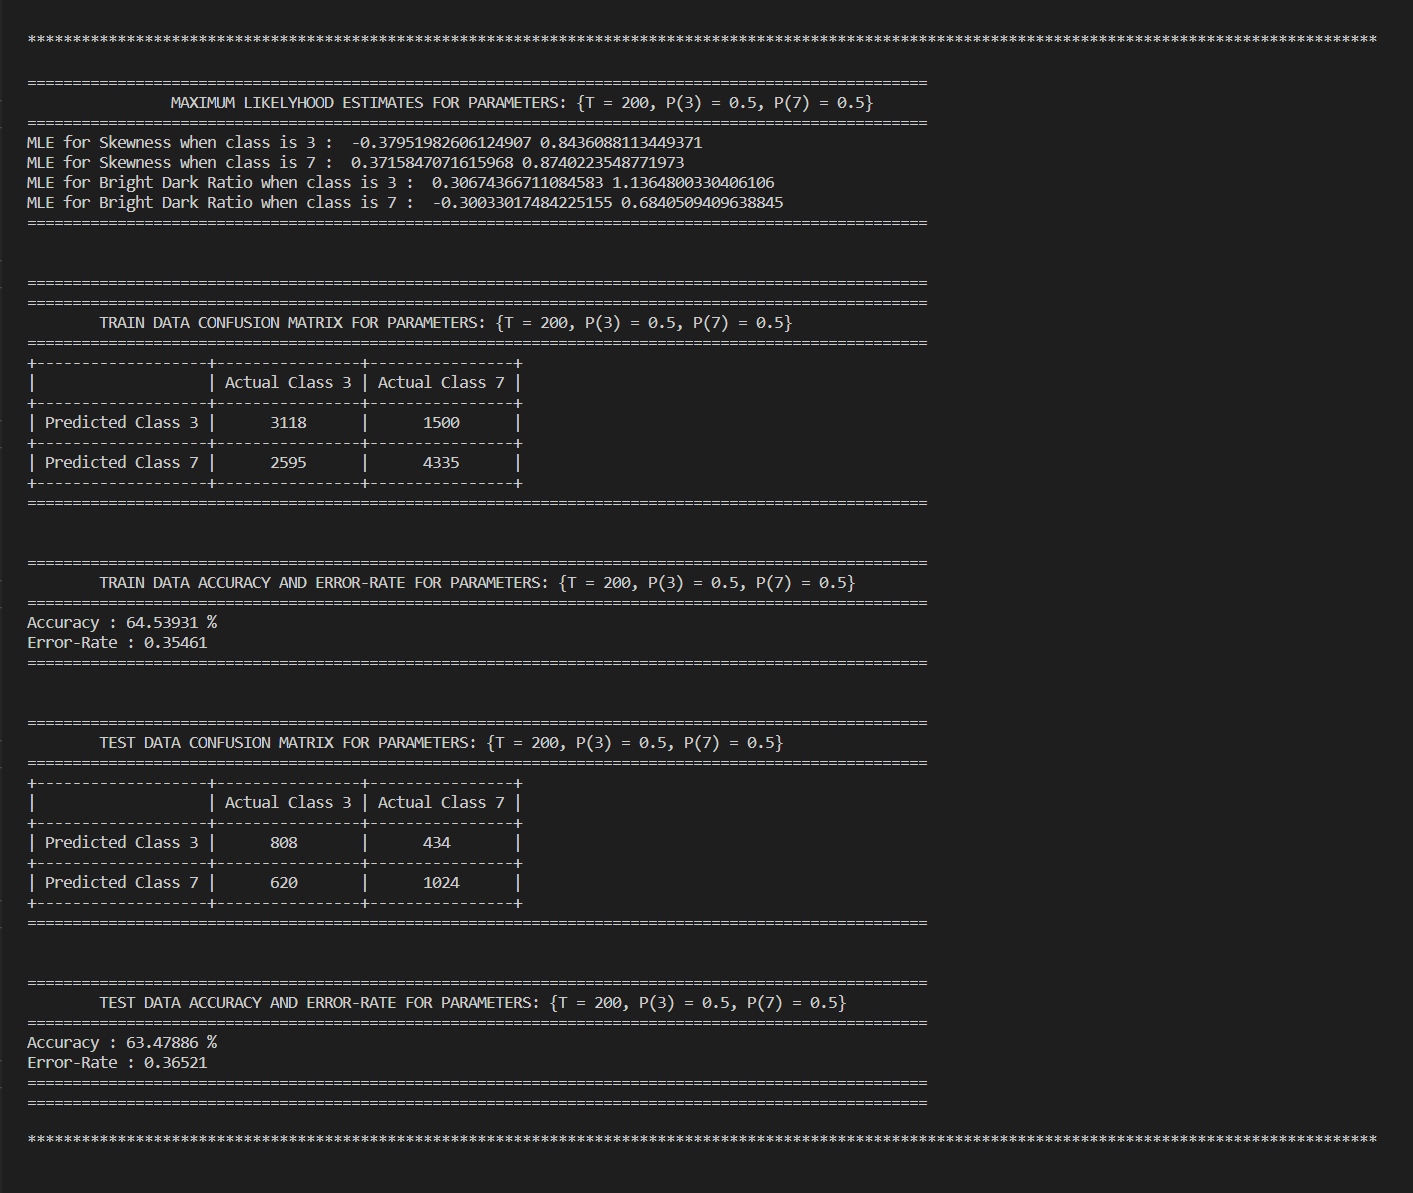 ******************************************************************************************************************************************************
====================================================================================================
MAXIMUM LIKELYHOOD ESTIMATES FOR PARAMETERS: {T = 200, P(3) = 0.5, P(7) = 0.5}
====================================================================================================
MLE for Skewness when class is 3 :  -0.37951982606124907 0.8436088113449371
MLE for Skewness when class is 7 :  0.3715847071615968 0.8740223548771973
MLE for Bright Dark Ratio when class is 3 :  0.30674366711084583 1.1364800330406106
MLE for Bright Dark Ratio when class is 7 :  -0.30033017484225155 0.6840509409638845
====================================================================================================
====================================================================================================
====================================================================================================
TRAIN DATA CONFUSION MATRIX FOR PARAMETERS: {T = 200, P(3) = 0.5, P(7) = 0.5}
====================================================================================================
+-------------------+----------------+----------------+
|                   | Actual Class 3 | Actual Class 7 |
+-------------------+----------------+----------------+
| Predicted Class 3 |      3118      |      1500      |
+-------------------+----------------+----------------+
| Predicted Class 7 |      2595      |      4335      |
+-------------------+----------------+----------------+
====================================================================================================
====================================================================================================
TRAIN DATA ACCURACY AND ERROR-RATE FOR PARAMETERS: {T = 200, P(3) = 0.5, P(7) = 0.5}
====================================================================================================
Accuracy : 64.53931 %
Error-Rate : 0.35461
====================================================================================================
====================================================================================================
TEST DATA CONFUSION MATRIX FOR PARAMETERS: {T = 200, P(3) = 0.5, P(7) = 0.5}
====================================================================================================
+-------------------+----------------+----------------+
|                   | Actual Class 3 | Actual Class 7 |
+-------------------+----------------+----------------+
| Predicted Class 3 |      808       |      434       |
+-------------------+----------------+----------------+
| Predicted Class 7 |      620       |      1024      |
+-------------------+----------------+----------------+
====================================================================================================
====================================================================================================
TEST DATA ACCURACY AND ERROR-RATE FOR PARAMETERS: {T = 200, P(3) = 0.5, P(7) = 0.5}
====================================================================================================
Accuracy : 63.47886 %
Error-Rate : 0.36521
====================================================================================================
====================================================================================================
******************************************************************************************************************************************************